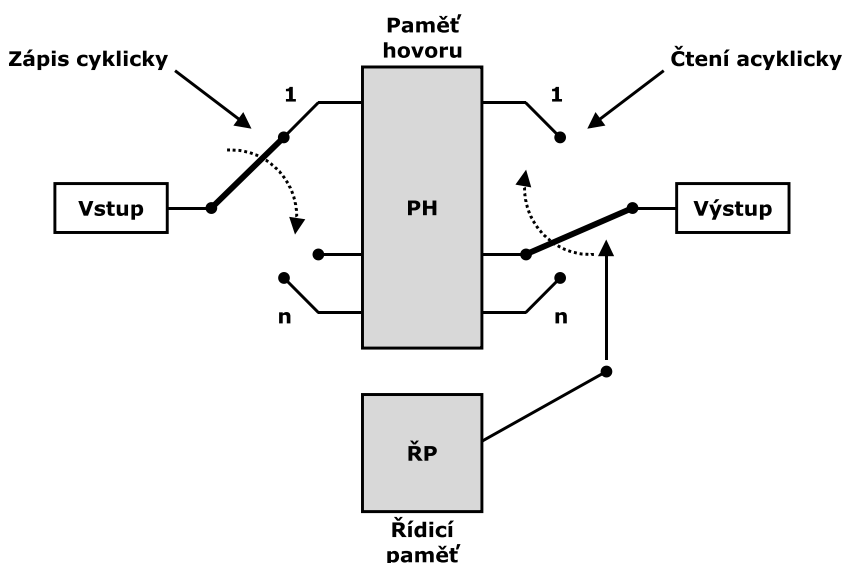 Paměť
hovoru
Zápis cyklicky
Čtení acyklicky
1
1
Vstup
PH
Výstup
n
n
ŘP
Řídicí
paměť